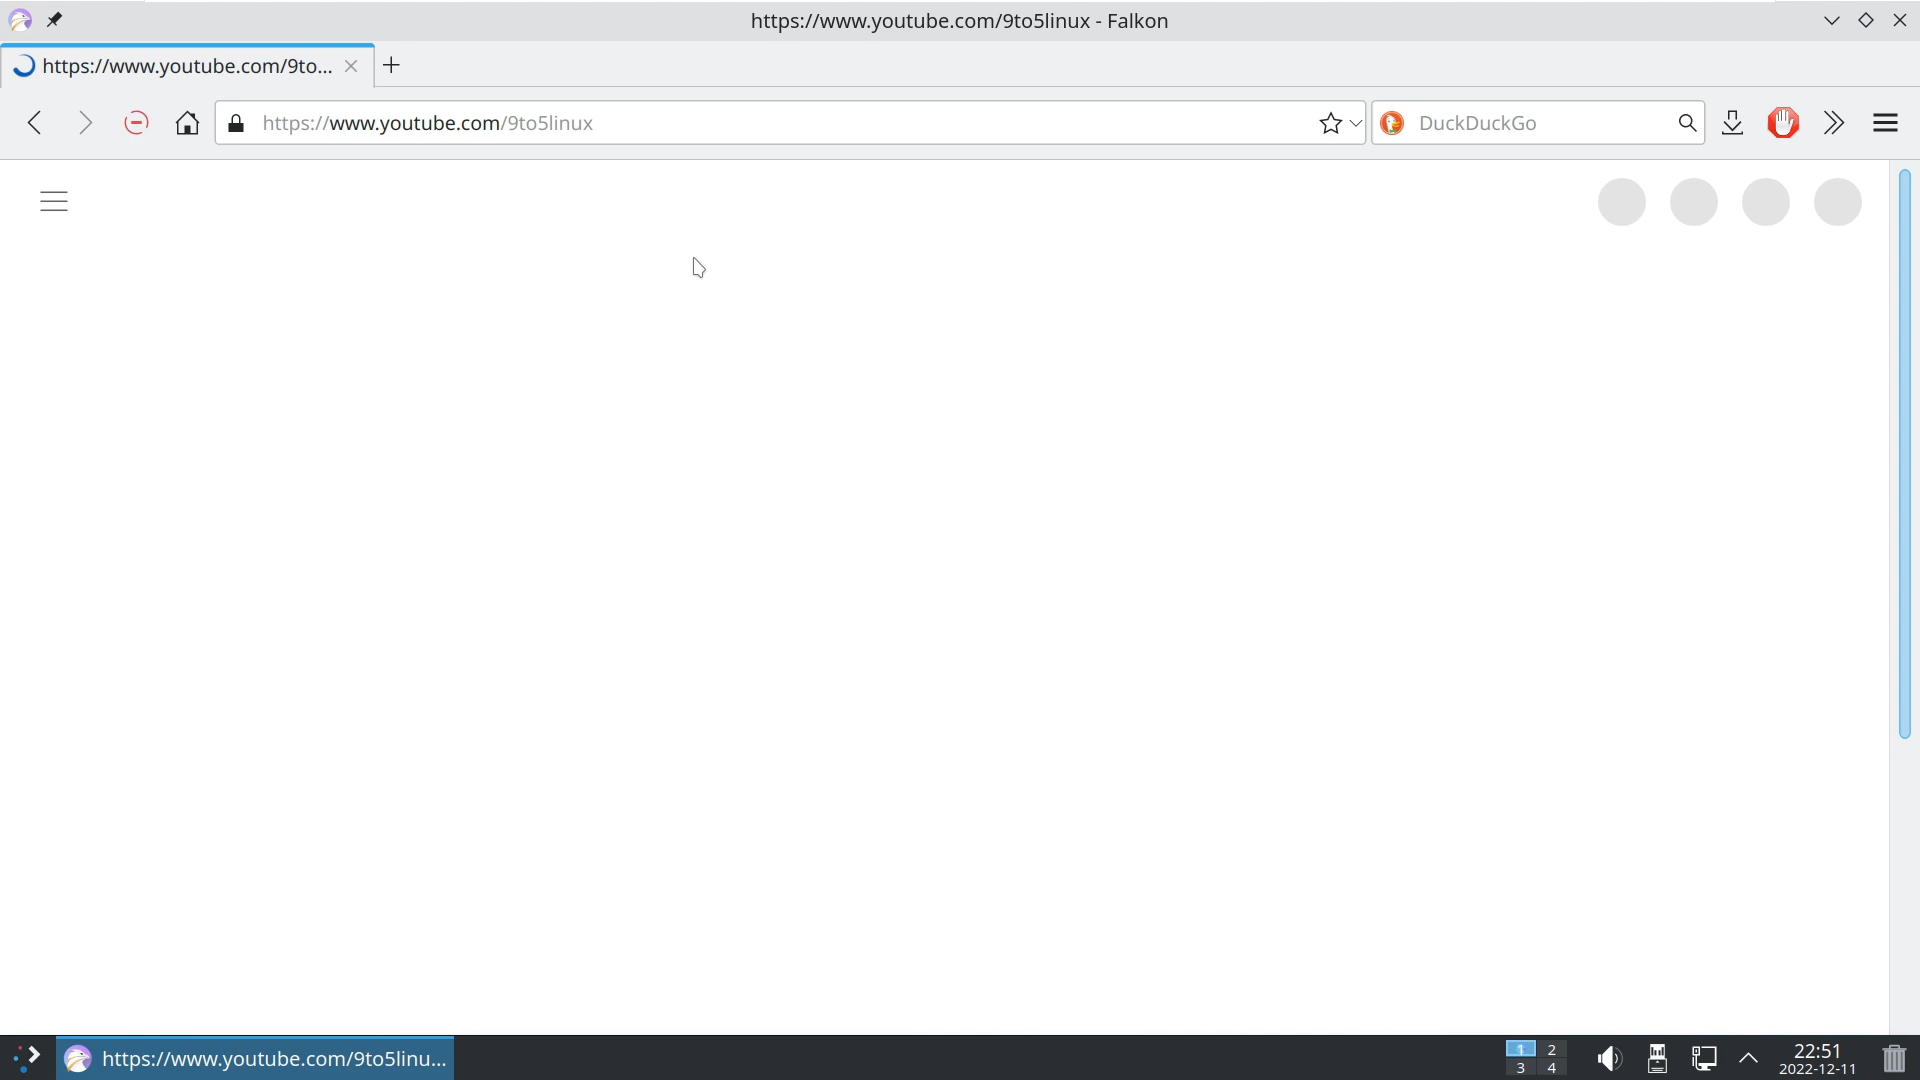 https://www.youtube.com/9to5linux - Falkon
https://www.youtube.com/9to...
https://www.youtube.com/9to5linux
DuckDuckGo
https://www.youtube.com/9to5linu...
1 2
3 4
22:51
2022-12-11